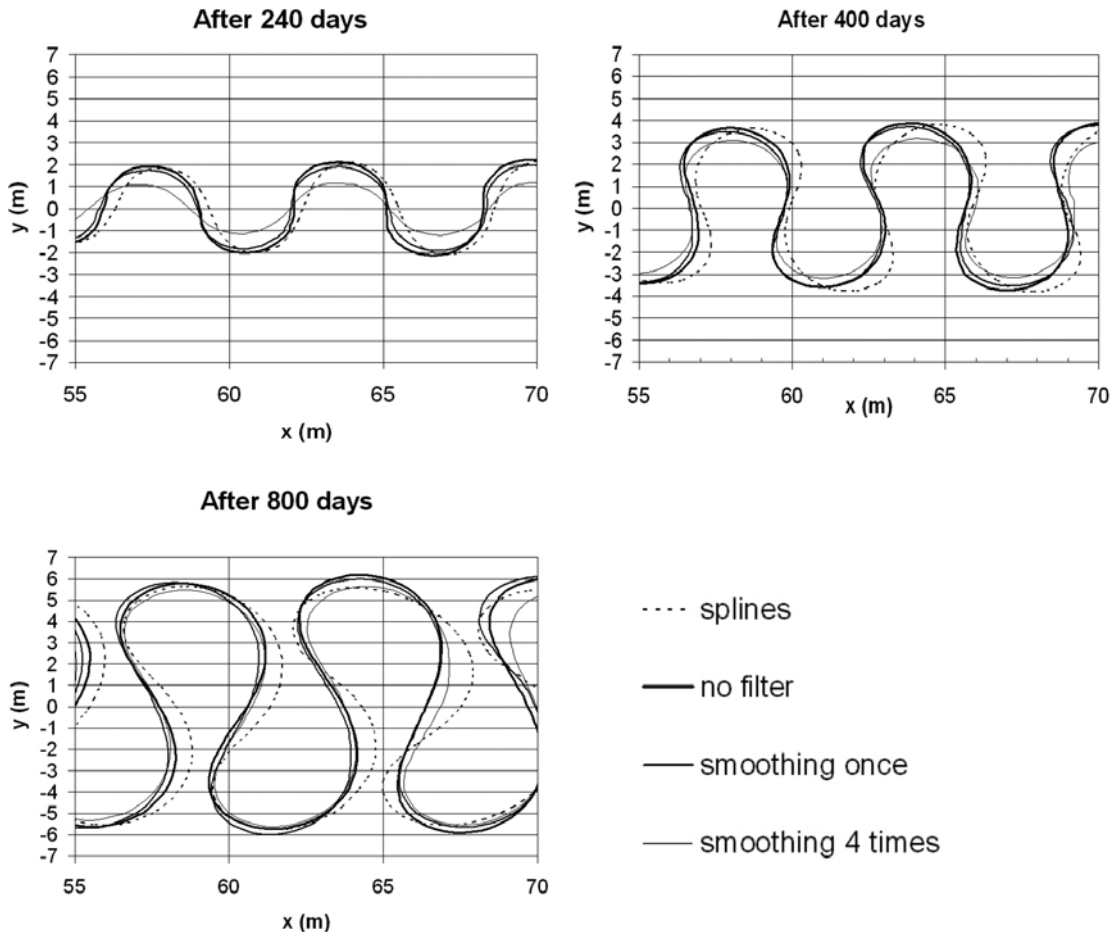 After 240 days
7
6
5
4
3
2
1
0
-1
-2
-3
-4
-5
-6
-7
y (m)
55 60 65 70
x (m)
After 400 days
7
6
5
4
3
2
1
0
-1
-2
-3
-4
-5
-6
-7
y (m)
55 60 65 70
x (m)
After 800 days
7
6
5
4
3
2
1
0
-1
-2
-3
-4
-5
-6
-7
y (m)
55 60 65 70
x (m)
splines
no filter
smoothing once
smoothing 4 times